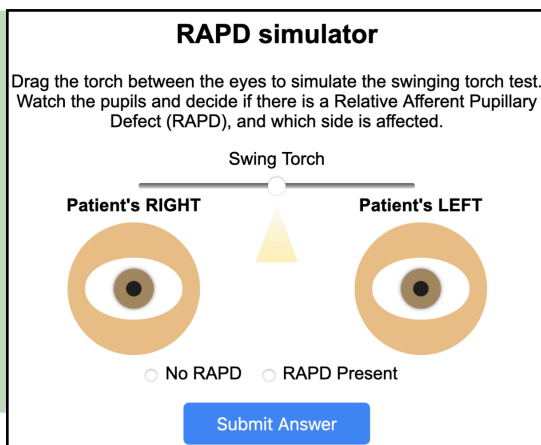 RAPD simulator
Drag the torch between the eyes to simulate the swinging torch test.
Watch the pupils and decide if there is a Relative Afferent Pupillary
Defect (RAPD), and which side is affected.
Swing Torch
Patient's RIGHT
Patient's LEFT
No RAPD
RAPD Present
Submit Answer